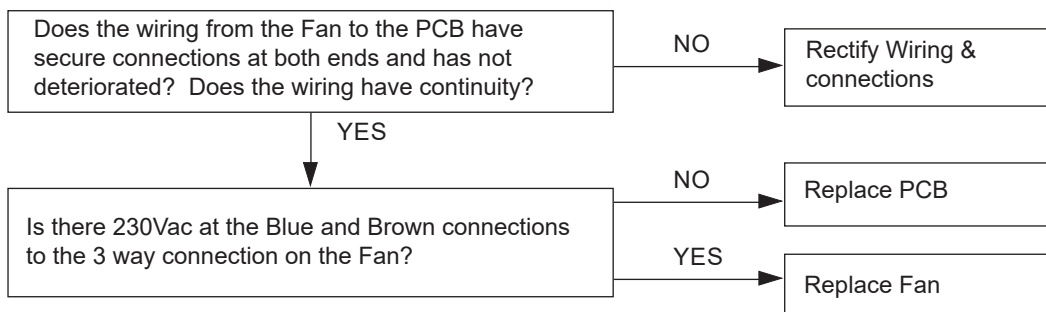 Does the wiring from the Fan to the PCB have
secure connections at both ends and has not
deteriorated? Does the wiring have continuity?
NO
Rectify Wiring &
connections
YES
Is there 230Vac at the Blue and Brown connections
to the 3 way connection on the Fan?
NO
Replace PCB
YES
Replace Fan